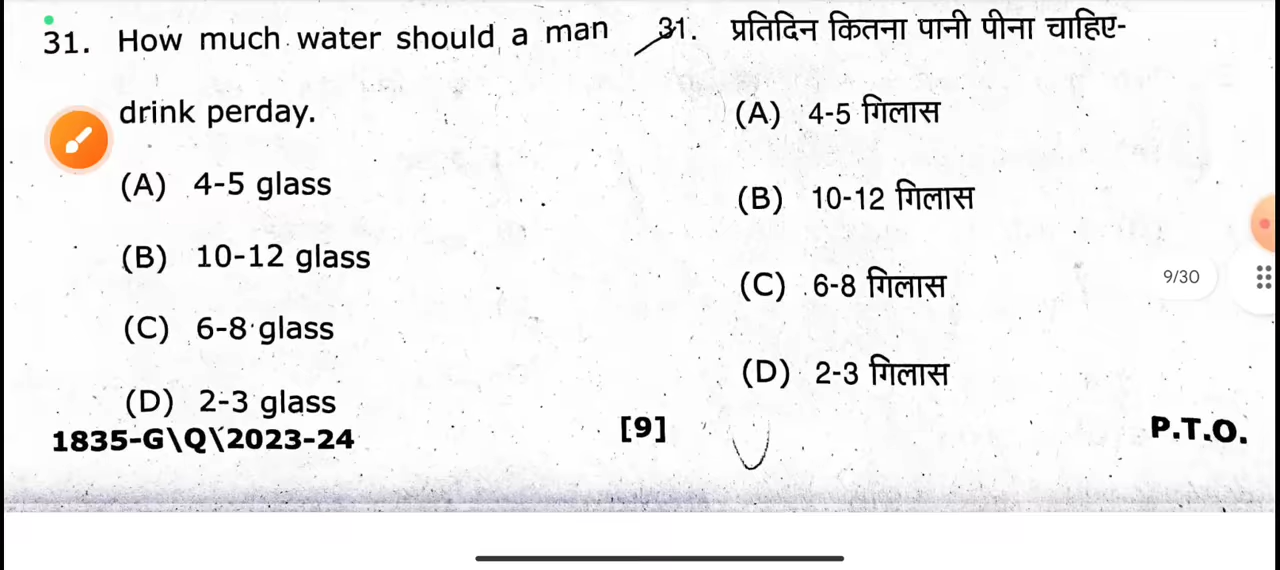 31. How much water should a man
drink perday.
(A) 4-5 glass
(B) 10-12 glass
(C) 6-8 glass
(D) 2-3 glass
1835-G\Q\2023-24
31. प्रतिदिन कितना पानी पीना चाहिए-
(A) 4-5 गिलास
(B) 10-12 गिलास
(C) 6-8 गिलास
(D) 2-3 गिलास
[9]
P.T.O.
9/30